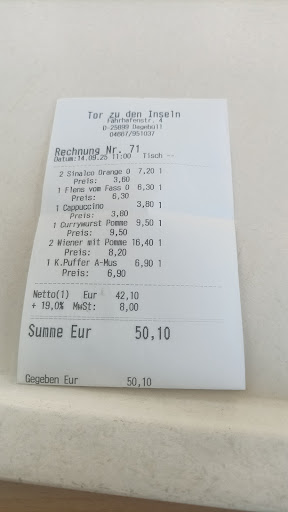 Tor zu den Inseln
Fährhafenstr. 4
D-25899 Dagebüll
04667/951037
Rechnung Nr. 71
Datum:14.09.25 11:00 Tisch --
2 Sinalco Orange 0 7,20 1
Preis: 3,60
1 Flens vom Fass 0 6,30 1
Preis: 6,30
1 Cappuccino 3,80 1
Preis: 3,80
1 Currywurst Pomme 9,50 1
Preis: 9,50
2 Wiener mit Pomme 16,40 1
Preis: 8,20
1 K.Puffer A-Mus 6,90 1
Preis: 6,90
Netto(1) Eur 42,10
+ 19,0% MwSt: 8,00
Summe Eur 50,10
Gegeben Eur 50,10